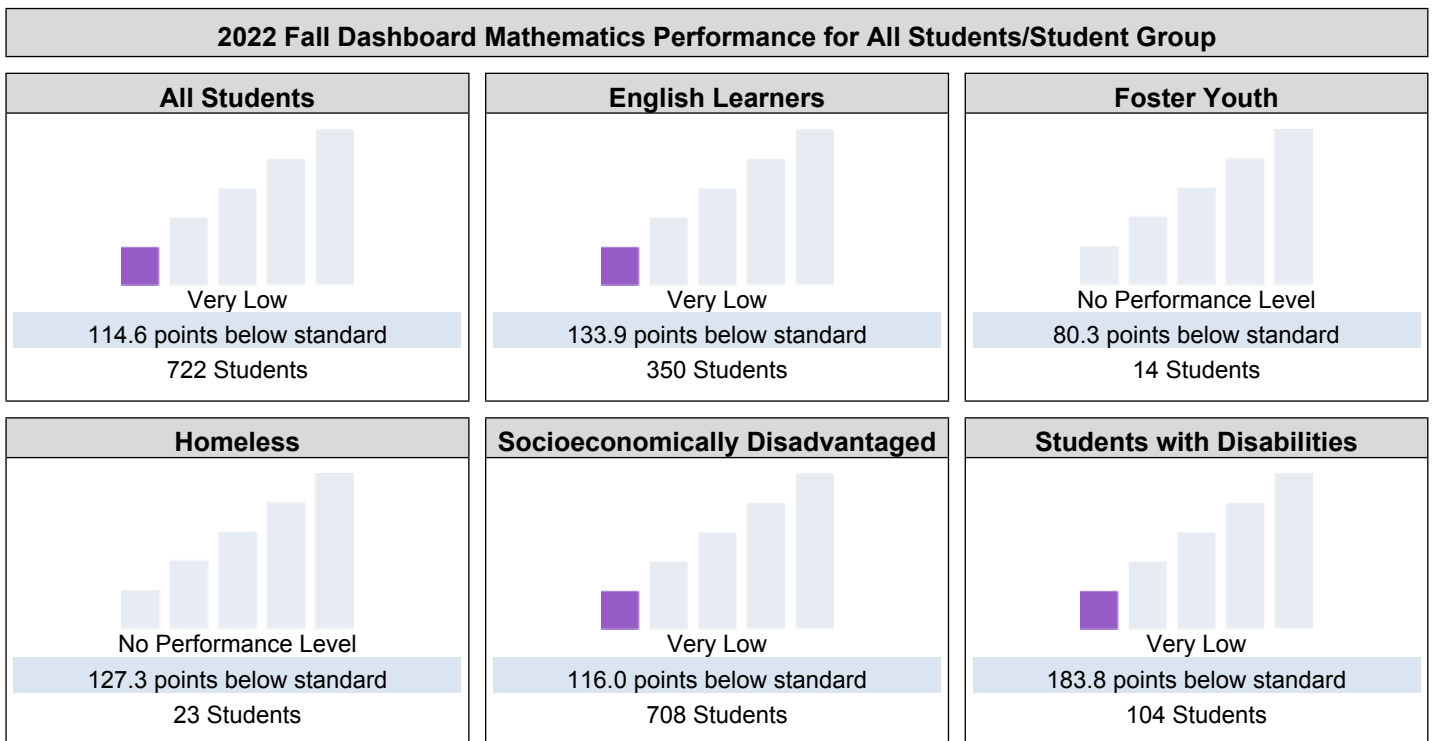 2022 Fall Dashboard Mathematics Performance for All Students/Student Group
All Students
Very Low
114.6 points below standard
722 Students
English Learners
Very Low
133.9 points below standard
350 Students
Foster Youth
No Performance Level
80.3 points below standard
14 Students
Homeless
No Performance Level
127.3 points below standard
23 Students
Socioeconomically Disadvantaged
Very Low
116.0 points below standard
708 Students
Students with Disabilities
Very Low
183.8 points below standard
104 Students